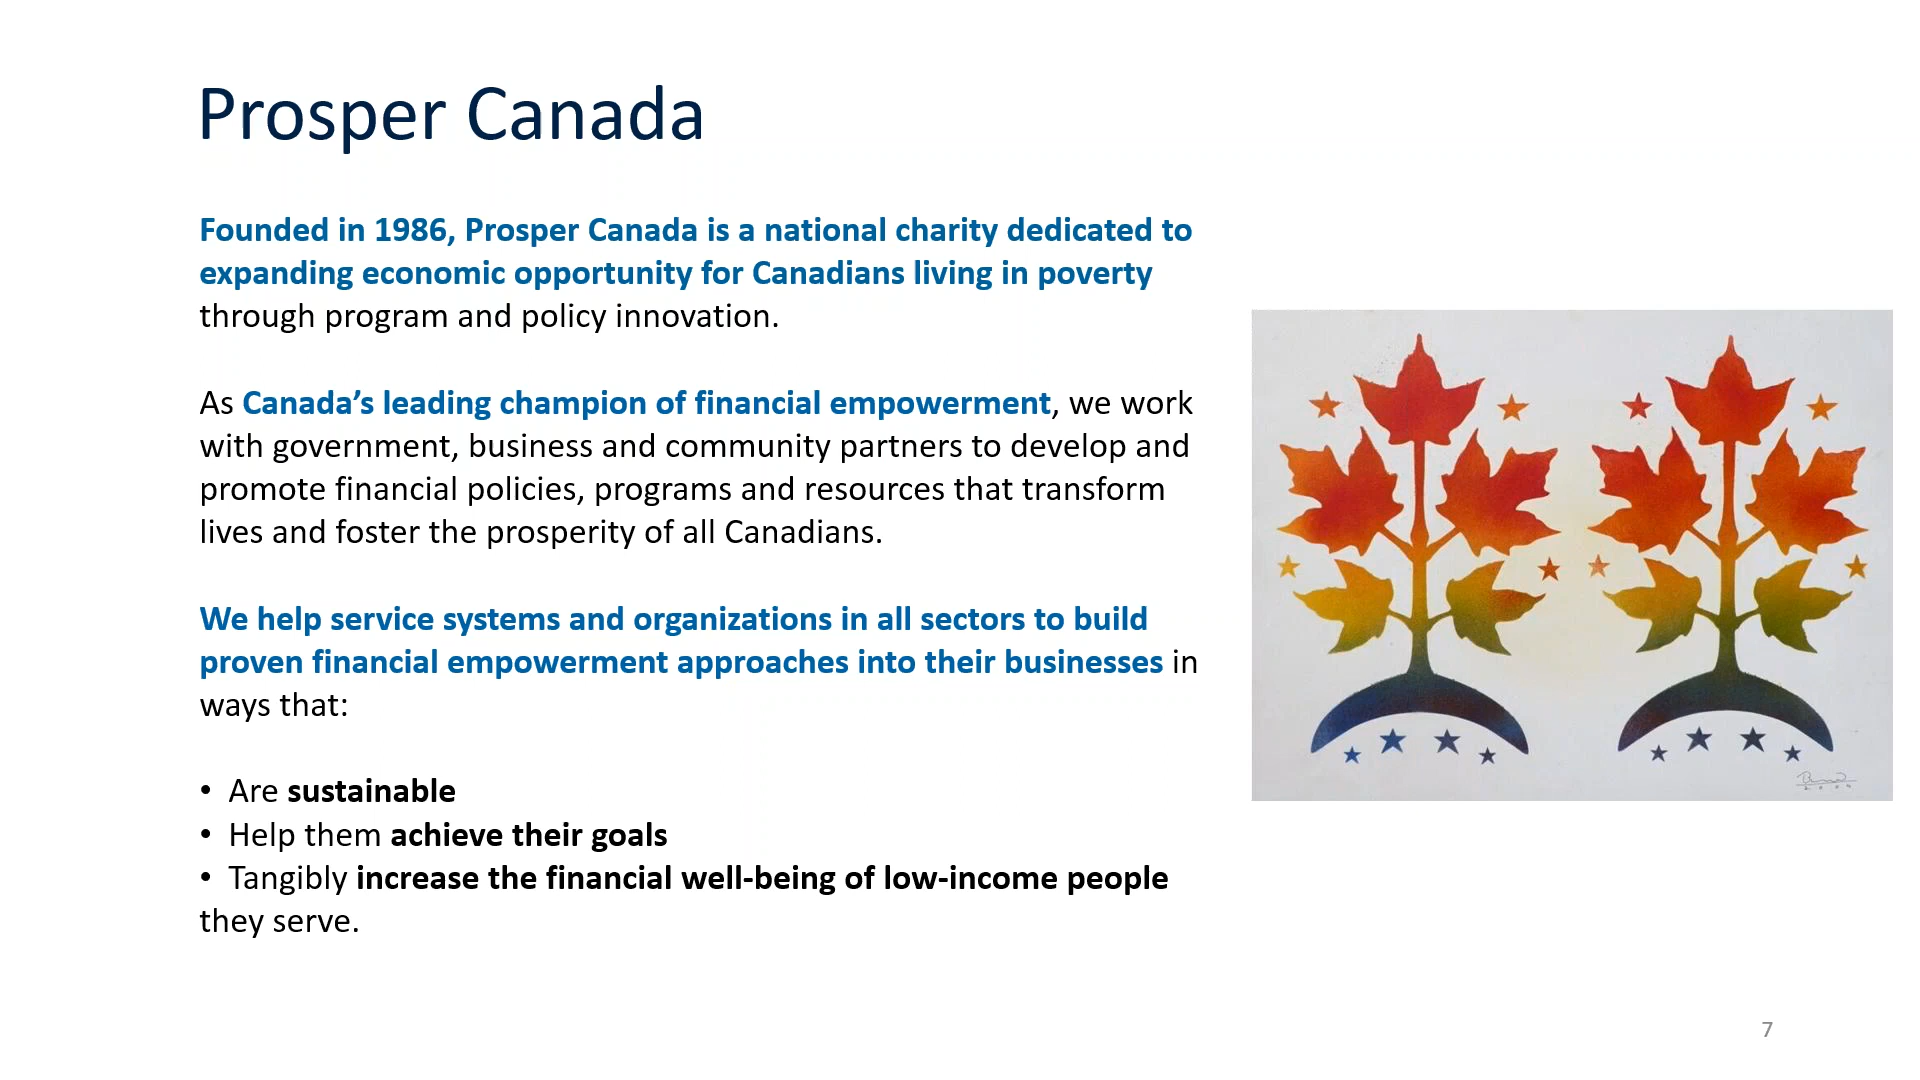 Prosper Canada
Founded in 1986, Prosper Canada is a national charity dedicated to
expanding economic opportunity for Canadians living in poverty
through program and policy innovation.
As Canada’s leading champion of financial empowerment, we work
with government, business and community partners to develop and
promote financial policies, programs and resources that transform
lives and foster the prosperity of all Canadians.
We help service systems and organizations in all sectors to build
proven financial empowerment approaches into their businesses in
ways that:
• Are sustainable
• Help them achieve their goals
• Tangibly increase the financial well-being of low-income people
they serve.
7